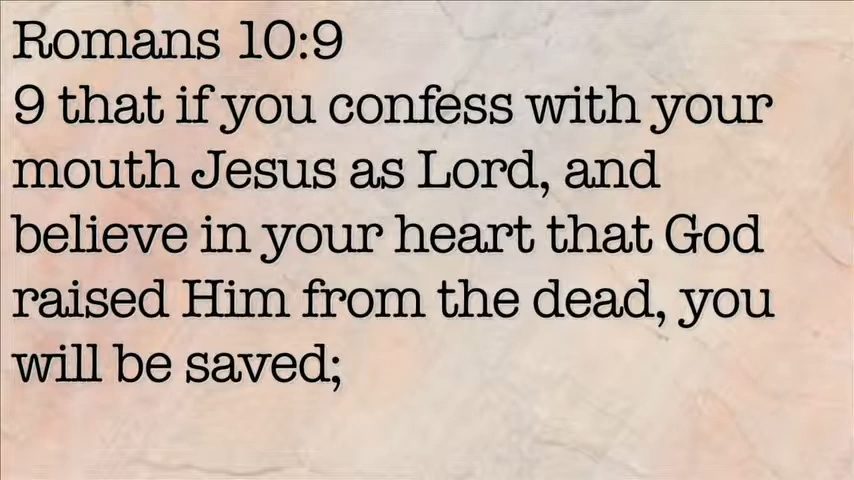 Romans 10:9
9 that if you confess with your
mouth Jesus as Lord, and
believe in your heart that God
raised Him from the dead, you
will be saved;